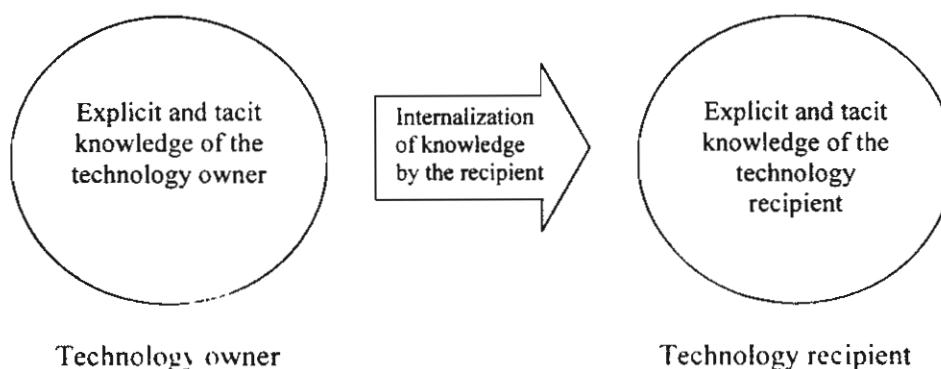 Explicit and tacit
knowledge of the
technology owner
Internalization
of knowledge
by the recipient
Explicit and tacit
knowledge of the
technology
recipient
Technology owner
Technology recipient